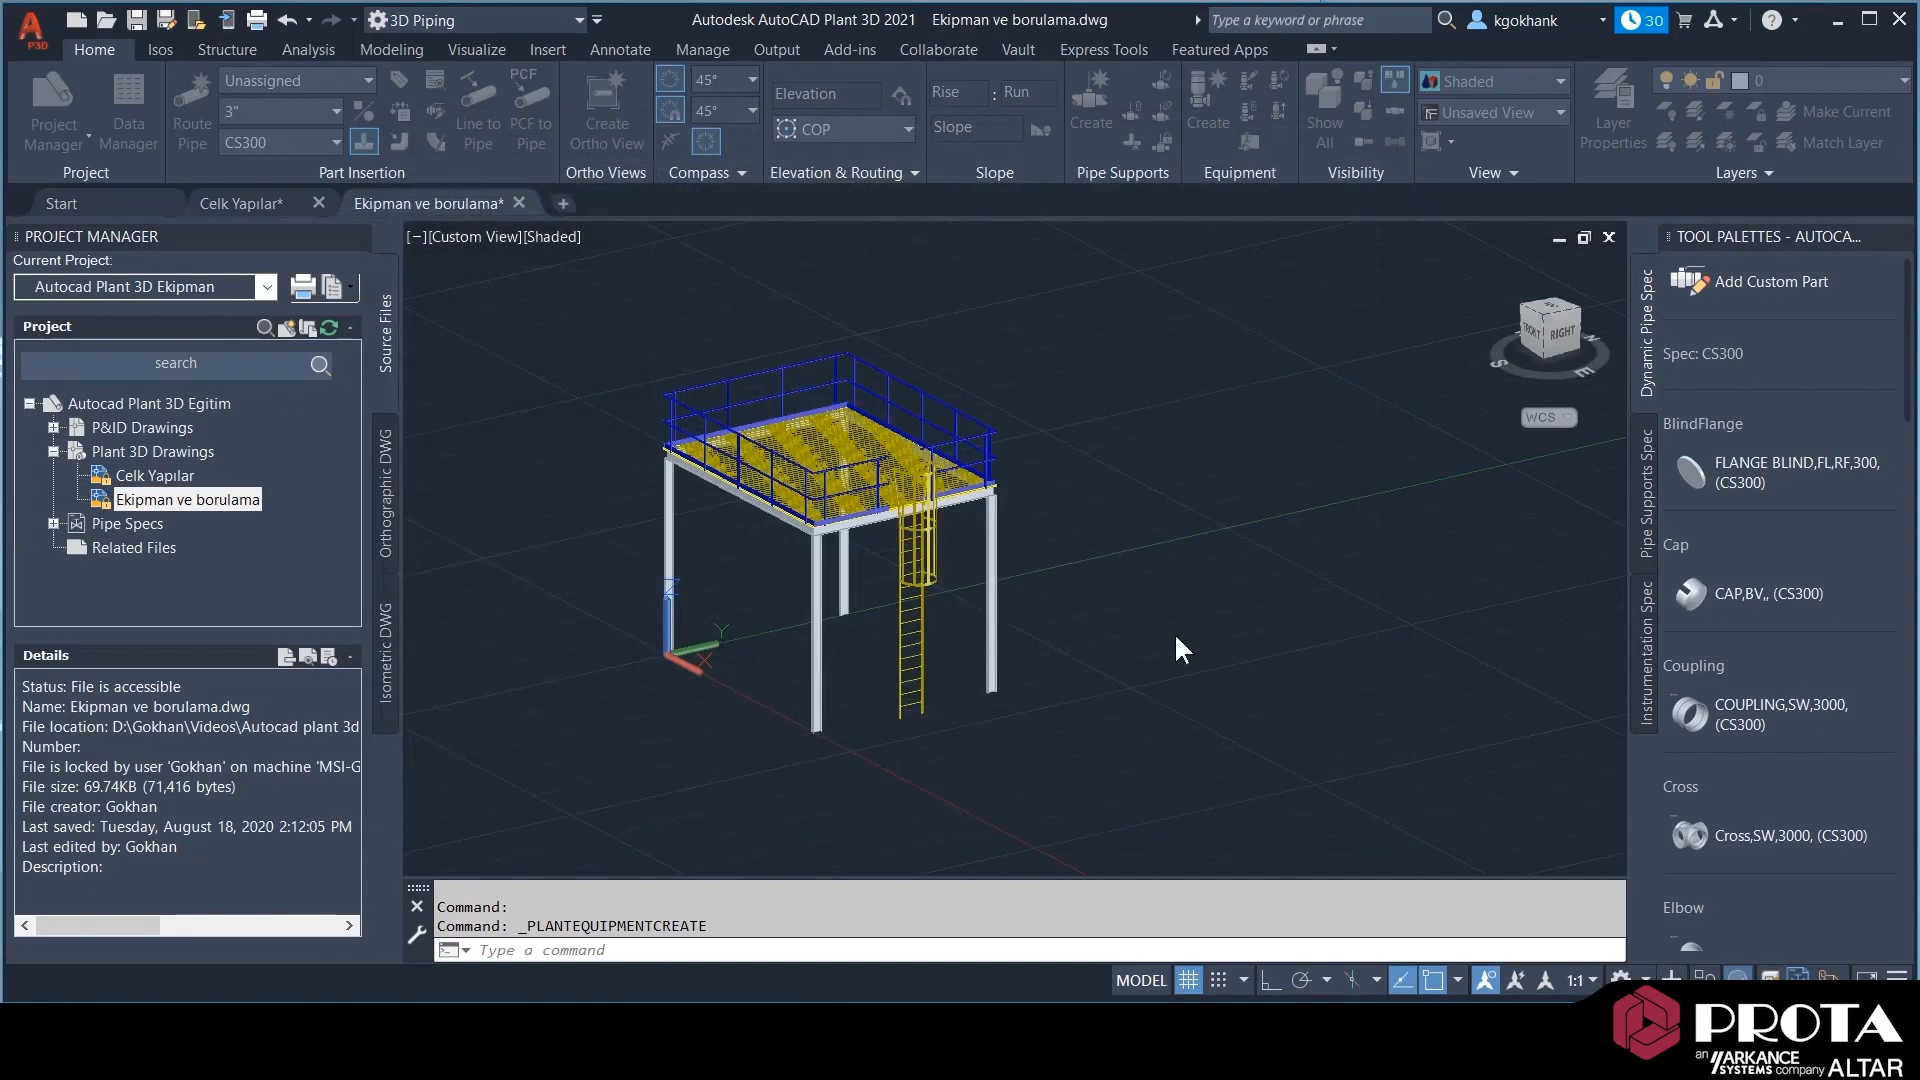 3D Piping
Autodesk AutoCAD Plant 3D 2021 Ekipman ve borulama.dwg
Type a keyword or phrase
kgokhank
30
P3D
Home Isos Structure Analysis Modeling Visualize Insert Annotate Manage Output Add-ins Collaborate Vault Express Tools Featured Apps
Project Manager
Data Manager
Project
Route Pipe
Unassigned
3"
CS300
Line to Pipe
PCF
PCF to Pipe
Part Insertion
Create Ortho View
Ortho Views
45°
45°
Compass
Elevation
COP
Elevation & Routing
Rise : Run
Slope
Slope
Create
Pipe Supports
Create
Equipment
Show All
Visibility
Shaded
Unsaved View
View
Layer Properties
0
Make Current
Match Layer
Layers
Start
Celk Yapılar*
Ekipman ve borulama*
PROJECT MANAGER
Current Project:
Autocad Plant 3D Ekipman
Project
search
Autocad Plant 3D Egitim
P&ID Drawings
Plant 3D Drawings
Celk Yapılar
Ekipman ve borulama
Pipe Specs
Related Files
Source Files
Orthographic DWG
Isometric DWG
Details
Status: File is accessible
Name: Ekipman ve borulama.dwg
File location: D:\Gokhan\Videos\Autocad plant 3d
Number:
File is locked by user 'Gokhan' on machine 'MSI-G
File size: 69.74KB (71,416 bytes)
File creator: Gokhan
Last saved: Tuesday, August 18, 2020 2:12:05 PM
Last edited by: Gokhan
Description:
[−][Custom View][Shaded]
FRONT RIGHT
S E N
WCS
Z
Y
X
Command:
Command: _PLANTEQUIPMENTCREATE
Type a command
MODEL
1:1
TOOL PALETTES - AUTOCA...
Dynamic Pipe Spec
Pipe Supports Spec
Instrumentation Spec
Add Custom Part
Spec: CS300
BlindFlange
FLANGE BLIND,FL,RF,300,
(CS300)
Cap
CAP,BV,, (CS300)
Coupling
COUPLING,SW,3000,
(CS300)
Cross
Cross,SW,3000, (CS300)
Elbow
PROTA
an ARKANCE SYSTEMS company ALTAR